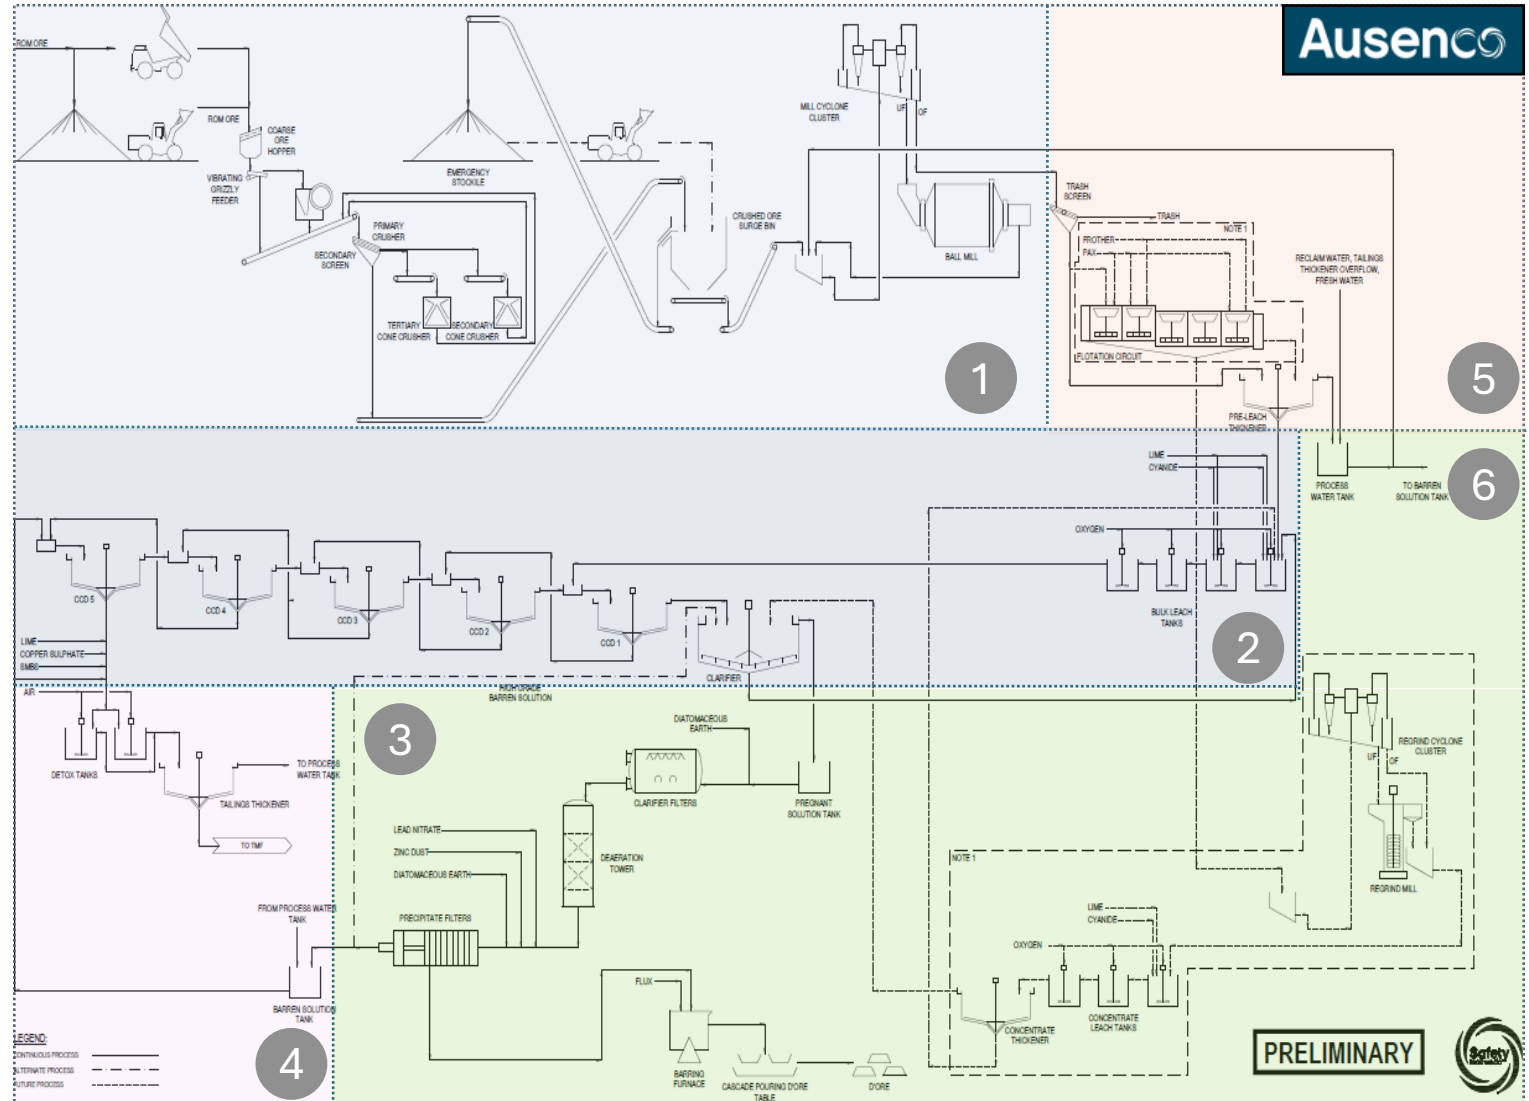 Ausenco
ROM ORE
ROM ORE
COARSE
ORE
HOPPER
VIBRATING
GRIZZLY
FEEDER
PRIMARY
CRUSHER
SECONDARY
SCREEN
TERTIARY
CONE CRUSHER
SECONDARY
CONE CRUSHER
EMERGENCY
STOCKILE
CRUSHED ORE
SURGE BIN
MILL CYCLONE
CLUSTER
UF
OF
BALL MILL
1
TRASH
SCREEN
TRASH
NOTE 1
FROTHER
PAX
FLOTATION CIRCUIT
RECLAIM WATER, TAILINGS
THICKENER OVERFLOW,
FRESH WATER
PRE-LEACH
THICKENER
5
PROCESS
WATER TANK
TO BARREN
SOLUTION TANK
6
LIME
CYANIDE
OXYGEN
BULK LEACH
TANKS
2
CCD 5
CCD 4
CCD 3
CCD 2
CCD 1
CLARIFIER
LIME
COPPER SULPHATE
SMBS
AIR
DETOX TANKS
TO PROCESS
WATER TANK
TAILINGS THICKENER
TO TMF
HIGH GRADE
BARREN SOLUTION
3
DIATOMACEOUS
EARTH
CLARIFIER FILTERS
PREGNANT
SOLUTION TANK
LEAD NITRATE
ZINC DUST
DIATOMACEOUS EARTH
DEAERATION
TOWER
PRECIPITATE FILTERS
FROM PROCESS WATER
TANK
BARREN SOLUTION
TANK
4
FLUX
BARRING
FURNACE
CASCADE POURING D'ORE
TABLE
D'ORE
REGRIND CYCLONE
CLUSTER
UF
OF
REGRIND MILL
NOTE 1
LIME
CYANIDE
OXYGEN
CONCENTRATE
LEACH TANKS
CONCENTRATE
THICKENER
PRELIMINARY
Safety
LEGEND:
CONTINUOUS PROCESS
ALTERNATE PROCESS
FUTURE PROCESS